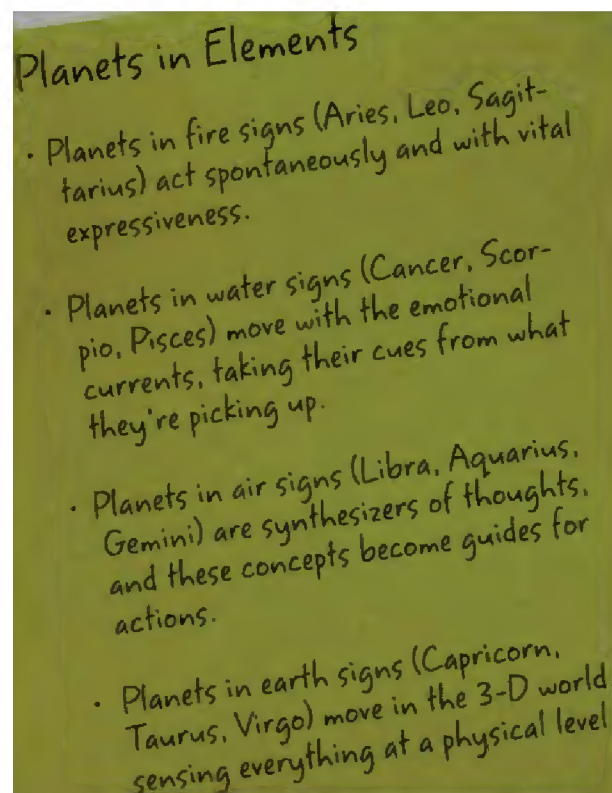 Planets in Elements
· Planets in fire signs (Aries, Leo, Sagit-
tarius) act spontaneously and with vital
expressiveness.
· Planets in water signs (Cancer, Scor-
pio, Pisces) move with the emotional
currents, taking their cues from what
they're picking up.
· Planets in air signs (Libra, Aquarius,
Gemini) are synthesizers of thoughts,
and these concepts become guides for
actions.
· Planets in earth signs (Capricorn,
Taurus, Virgo) move in the 3-D world
sensing everything at a physical level